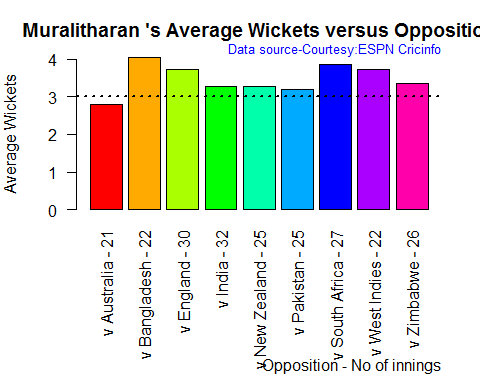 Muralitharan 's Average Wickets versus Oppositio
Data source-Courtesy:ESPN Cricinfo
Average Wickets
4
3
2
1
0
v Australia - 21
v Bangladesh - 22
v England - 30
v India - 32
v New Zealand - 25
v Pakistan - 25
v South Africa - 27
v West Indies - 22
v Zimbabwe - 26
Opposition - No of innings